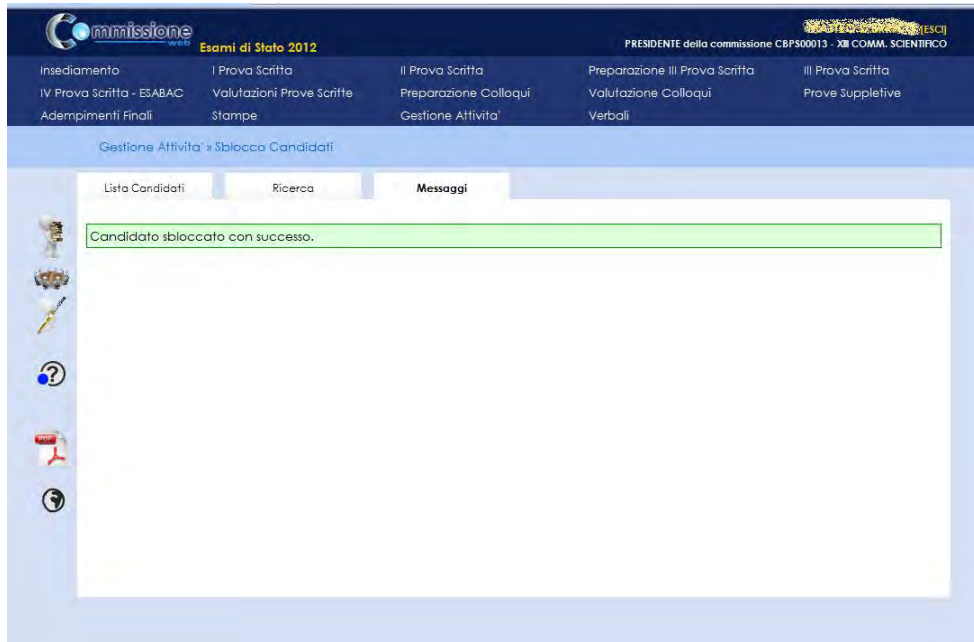 Commissione
web
Esami di Stato 2012
[ESCI]
PRESIDENTE della commissione CBPS00013 - XIII COMM. SCIENTIFICO
Insediamento
I Prova Scritta
II Prova Scritta
Preparazione III Prova Scritta
III Prova Scritta
IV Prova Scritta - ESABAC
Valutazioni Prove Scritte
Preparazione Colloqui
Valutazione Colloqui
Prove Suppletive
Adempimenti Finali
Stampe
Gestione Attivita'
Verbali
Gestione Attivita' » Sblocco Candidati
Lista Candidati
Ricerca
Messaggi
Candidato sbloccato con successo.
?
PDF